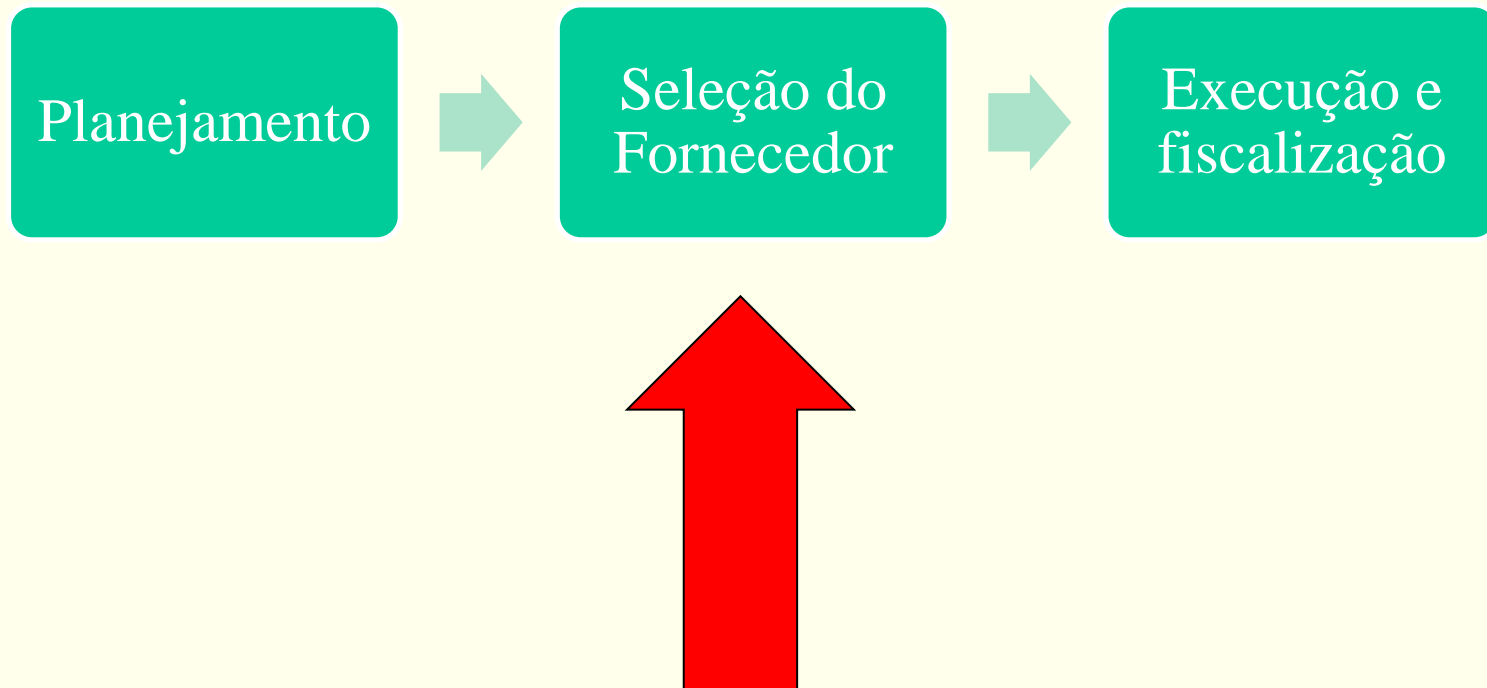 Planejamento
Seleção do
Fornecedor
Execução e
fiscalização